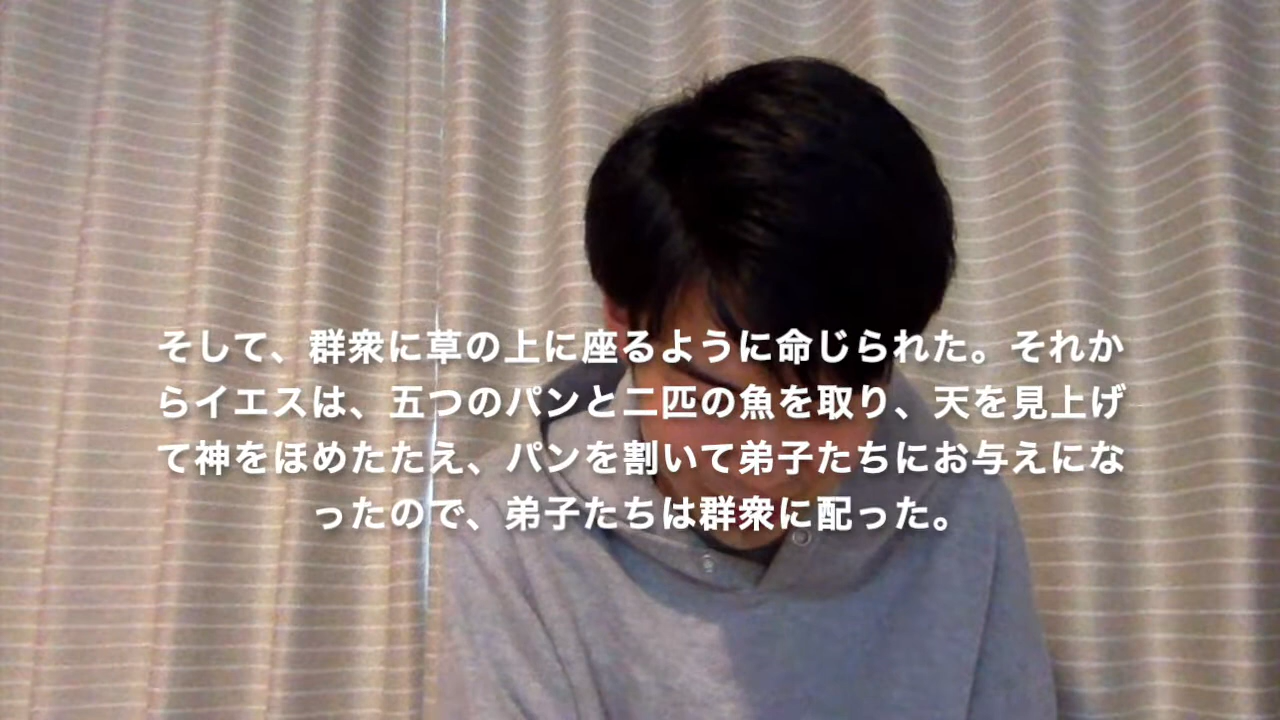 そして、群衆に草の上に座るように命じられた。それか
らイエスは、五つのパンと二匹の魚を取り、天を見上げ
て神をほめたたえ、パンを割いて弟子たちにお与えにな
ったので、弟子たちは群衆に配った。